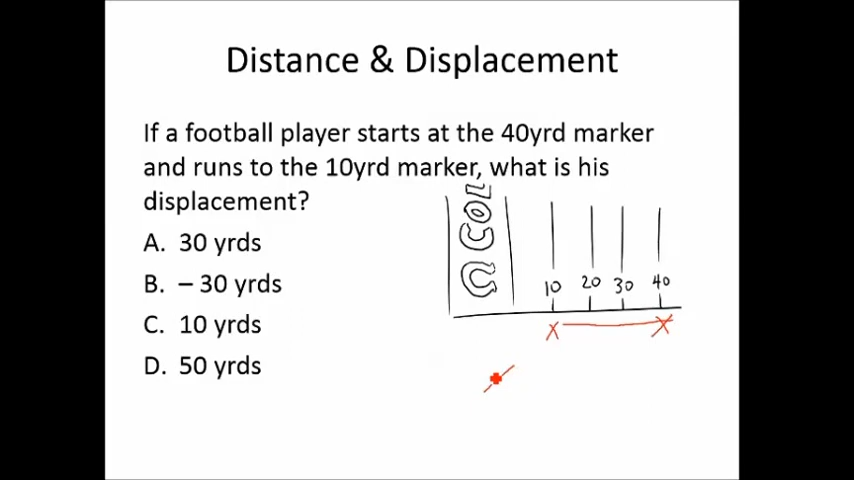 Distance & Displacement
If a football player starts at the 40yrd marker
and runs to the 10yrd marker, what is his
displacement?
A. 30 yrds
B. – 30 yrds
C. 10 yrds
D. 50 yrds
COL
10 20 30 40
X X